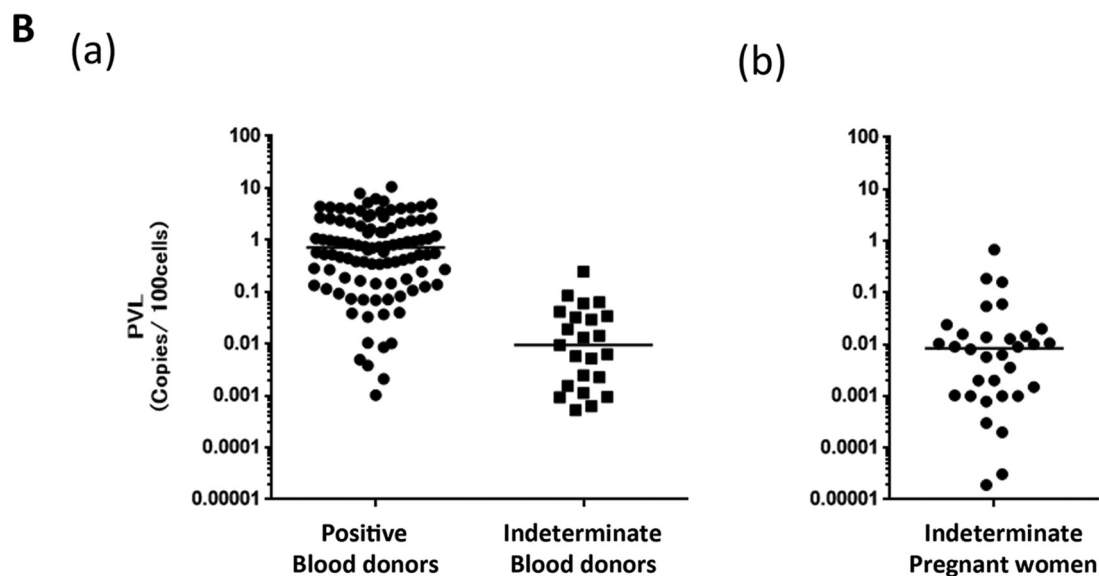 B
(a)
(b)
PVL
(Copies/ 100cells)
100
10
1
0.1
0.01
0.001
0.0001
0.00001
Positive
Blood donors
Indeterminate
Blood donors
100
10
1
0.1
0.01
0.001
0.0001
0.00001
Indeterminate
Pregnant women